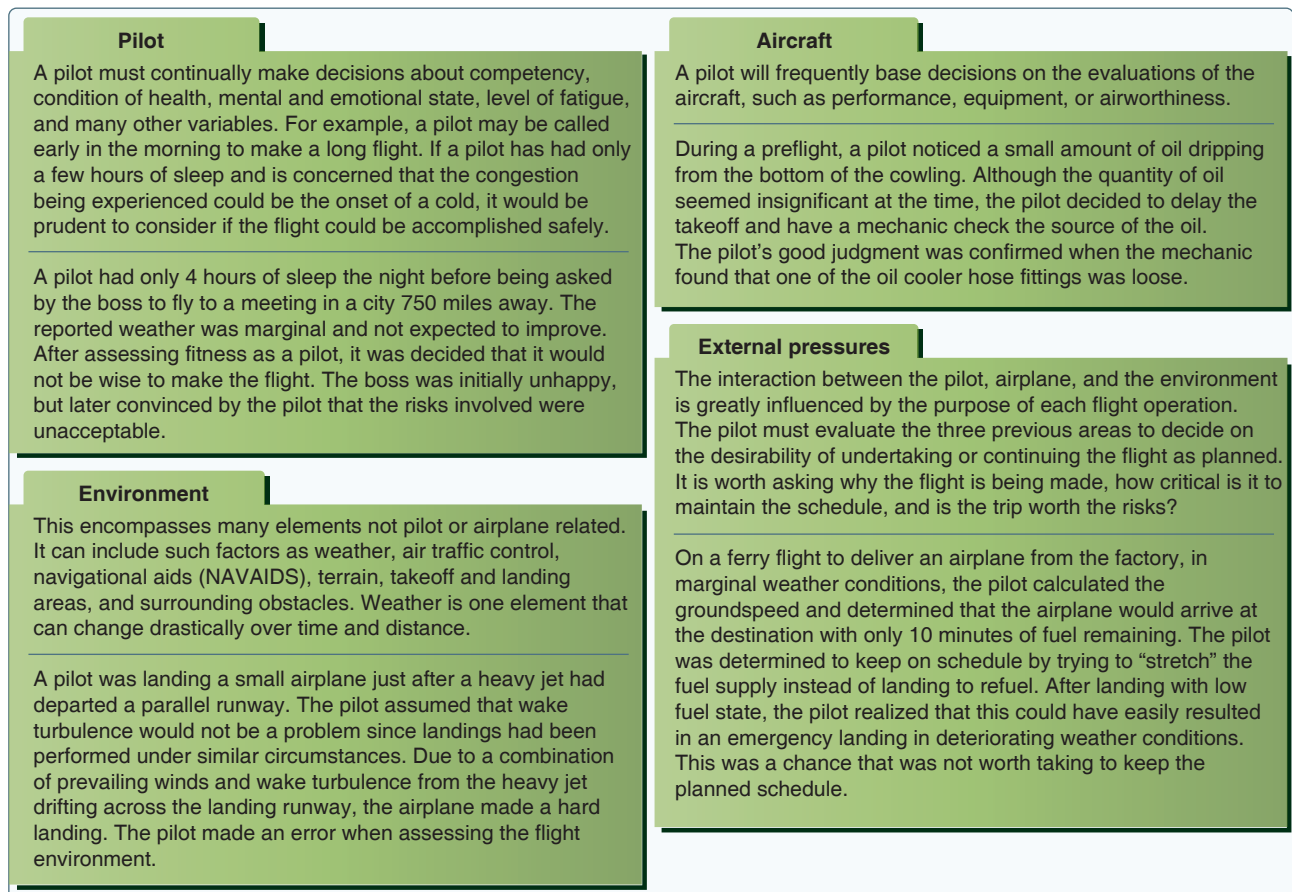 Pilot
A pilot must continually make decisions about competency,
condition of health, mental and emotional state, level of fatigue,
and many other variables. For example, a pilot may be called
early in the morning to make a long flight. If a pilot has had only
a few hours of sleep and is concerned that the congestion
being experienced could be the onset of a cold, it would be
prudent to consider if the flight could be accomplished safely.
A pilot had only 4 hours of sleep the night before being asked
by the boss to fly to a meeting in a city 750 miles away. The
reported weather was marginal and not expected to improve.
After assessing fitness as a pilot, it was decided that it would
not be wise to make the flight. The boss was initially unhappy,
but later convinced by the pilot that the risks involved were
unacceptable.
Environment
This encompasses many elements not pilot or airplane related.
It can include such factors as weather, air traffic control,
navigational aids (NAVAIDS), terrain, takeoff and landing
areas, and surrounding obstacles. Weather is one element that
can change drastically over time and distance.
A pilot was landing a small airplane just after a heavy jet had
departed a parallel runway. The pilot assumed that wake
turbulence would not be a problem since landings had been
performed under similar circumstances. Due to a combination
of prevailing winds and wake turbulence from the heavy jet
drifting across the landing runway, the airplane made a hard
landing. The pilot made an error when assessing the flight
environment.
Aircraft
A pilot will frequently base decisions on the evaluations of the
aircraft, such as performance, equipment, or airworthiness.
During a preflight, a pilot noticed a small amount of oil dripping
from the bottom of the cowling. Although the quantity of oil
seemed insignificant at the time, the pilot decided to delay the
takeoff and have a mechanic check the source of the oil.
The pilot's good judgment was confirmed when the mechanic
found that one of the oil cooler hose fittings was loose.
External pressures
The interaction between the pilot, airplane, and the environment
is greatly influenced by the purpose of each flight operation.
The pilot must evaluate the three previous areas to decide on
the desirability of undertaking or continuing the flight as planned.
It is worth asking why the flight is being made, how critical is it to
maintain the schedule, and is the trip worth the risks?
On a ferry flight to deliver an airplane from the factory, in
marginal weather conditions, the pilot calculated the
groundspeed and determined that the airplane would arrive at
the destination with only 10 minutes of fuel remaining. The pilot
was determined to keep on schedule by trying to “stretch” the
fuel supply instead of landing to refuel. After landing with low
fuel state, the pilot realized that this could have easily resulted
in an emergency landing in deteriorating weather conditions.
This was a chance that was not worth taking to keep the
planned schedule.